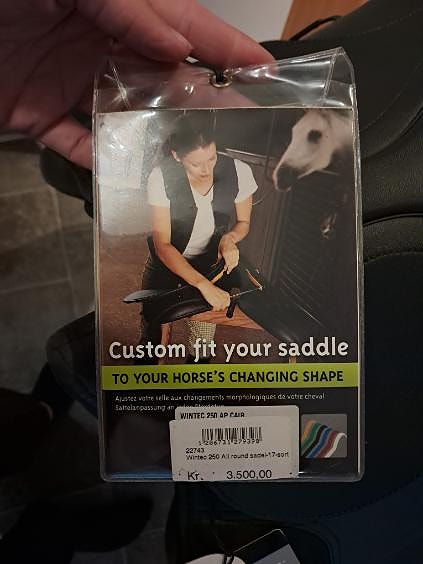 Custom fit your saddle
TO YOUR HORSE'S CHANGING SHAPE
Ajustez votre selle aux changements morphologiques de votre cheval
Sattelanpassung an
WINTEC 250 AP CAIR
22743
Wintec 250 All round sadel-17-sort
Kr. 3.500,00